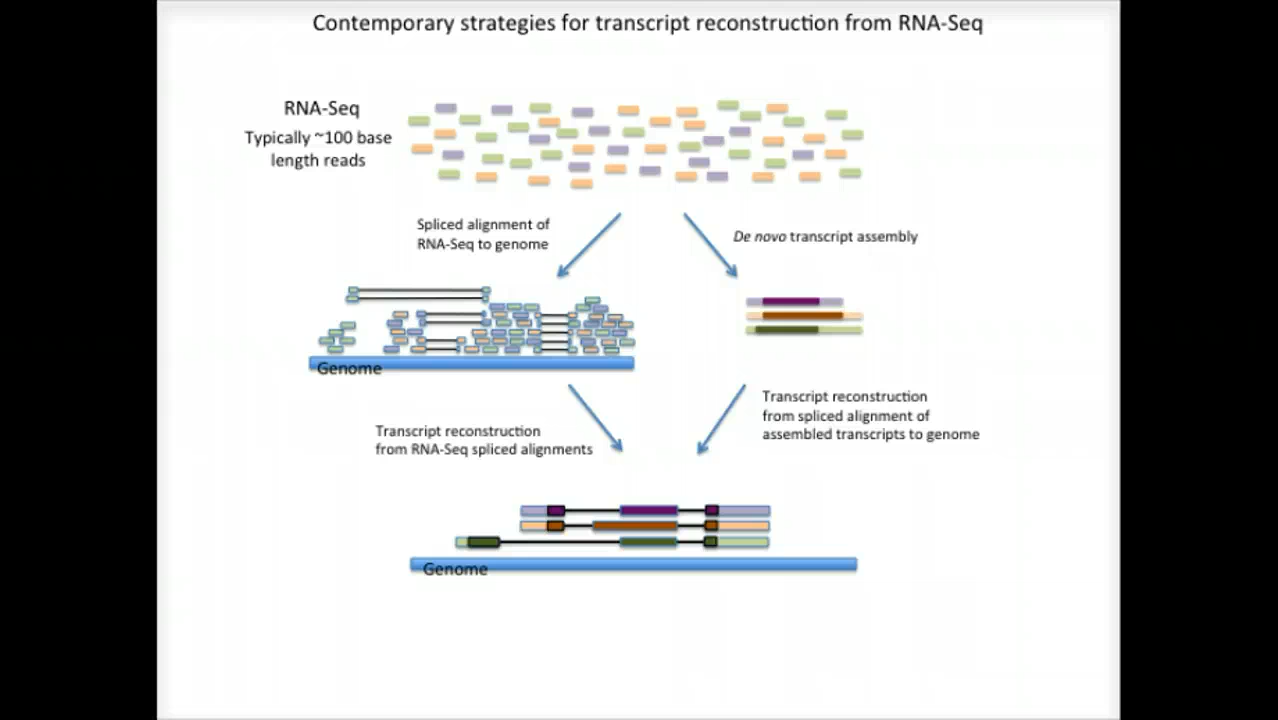 Contemporary strategies for transcript reconstruction from RNA-Seq
RNA-Seq
Typically ~100 base
length reads
Spliced alignment of
RNA-Seq to genome
De novo transcript assembly
Genome
Transcript reconstruction
from RNA-Seq spliced alignments
Transcript reconstruction
from spliced alignment of
assembled transcripts to genome
Genome